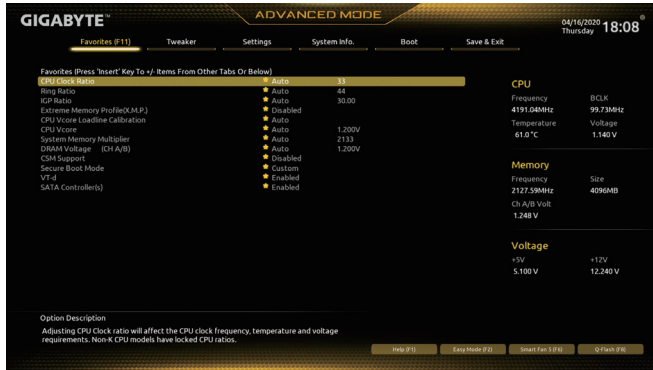 GIGABYTE™
ADVANCED MODE
04/16/2020
Thursday
18:08
Favorites (F11) Tweaker Settings System Info. Boot Save & Exit
Favorites (Press 'Insert' Key To +/- Items From Other Tabs Or Below)
CPU Clock Ratio Auto 33
Ring Ratio Auto 44
IGP Ratio Auto 30.00
Extreme Memory Profile(X.M.P.) Disabled
CPU Vcore Loadline Calibration Auto
CPU Vcore Auto 1.200V
System Memory Multiplier Auto 2133
DRAM Voltage (CH A/B) Auto 1.200V
CSM Support Disabled
Secure Boot Mode Custom
VT-d Enabled
SATA Controller(s) Enabled
CPU
Frequency BCLK
4191.04MHz 99.73MHz
Temperature Voltage
61.0°C 1.140 V
Memory
Frequency Size
2127.59MHz 4096MB
Ch A/B Volt
1.248 V
Voltage
+5V +12V
5.100 V 12.240 V
Option Description
Adjusting CPU Clock ratio will affect the CPU clock frequency, temperature and voltage
requirements. Non-K CPU models have locked CPU ratios.
Help (F1) Easy Mode (F2) Smart Fan 5 (F6) Q-Flash (F8)